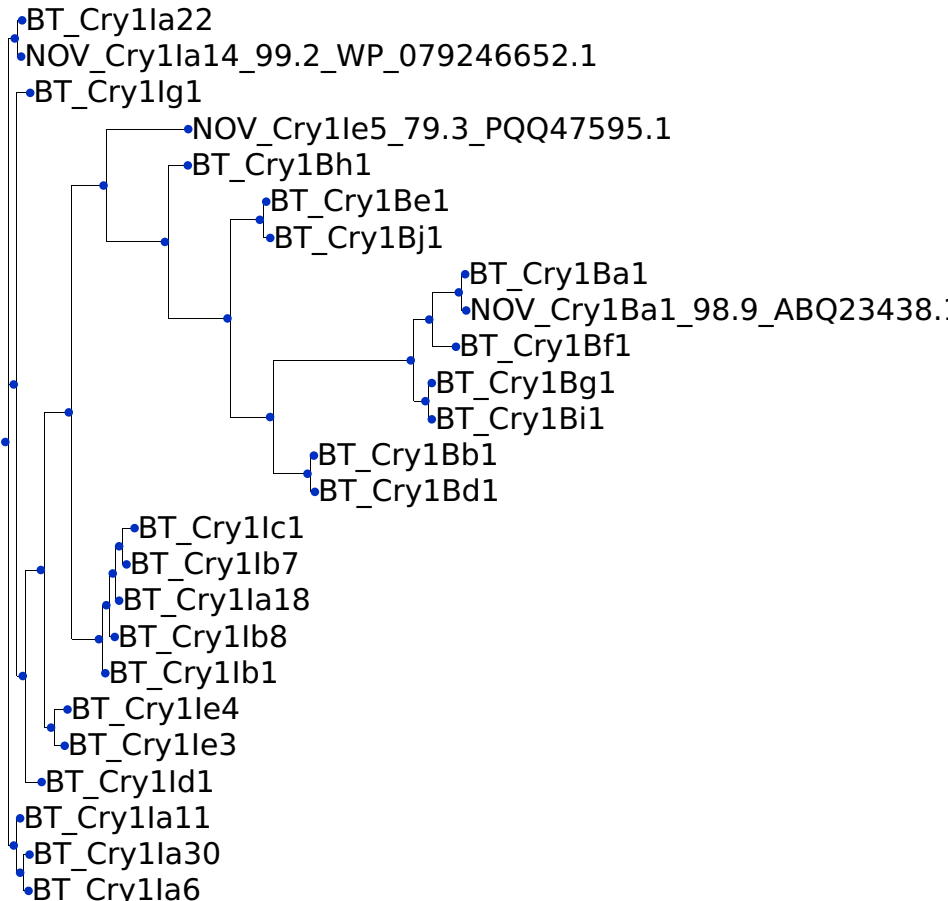 BT_Cry1Ia22
NOV_Cry1Ia14_99.2_WP_079246652.1
BT_Cry1Ig1
NOV_Cry1Ie5_79.3_PQQ47595.1
BT_Cry1Bh1
BT_Cry1Be1
BT_Cry1Bj1
BT_Cry1Ba1
NOV_Cry1Ba1_98.9_ABQ23438.1
BT_Cry1Bf1
BT_Cry1Bg1
BT_Cry1Bi1
BT_Cry1Bb1
BT_Cry1Bd1
BT_Cry1Ic1
BT_Cry1Ib7
BT_Cry1Ia18
BT_Cry1Ib8
BT_Cry1Ib1
BT_Cry1Ie4
BT_Cry1Ie3
BT_Cry1Id1
BT_Cry1Ia11
BT_Cry1Ia30
BT_Cry1Ia6